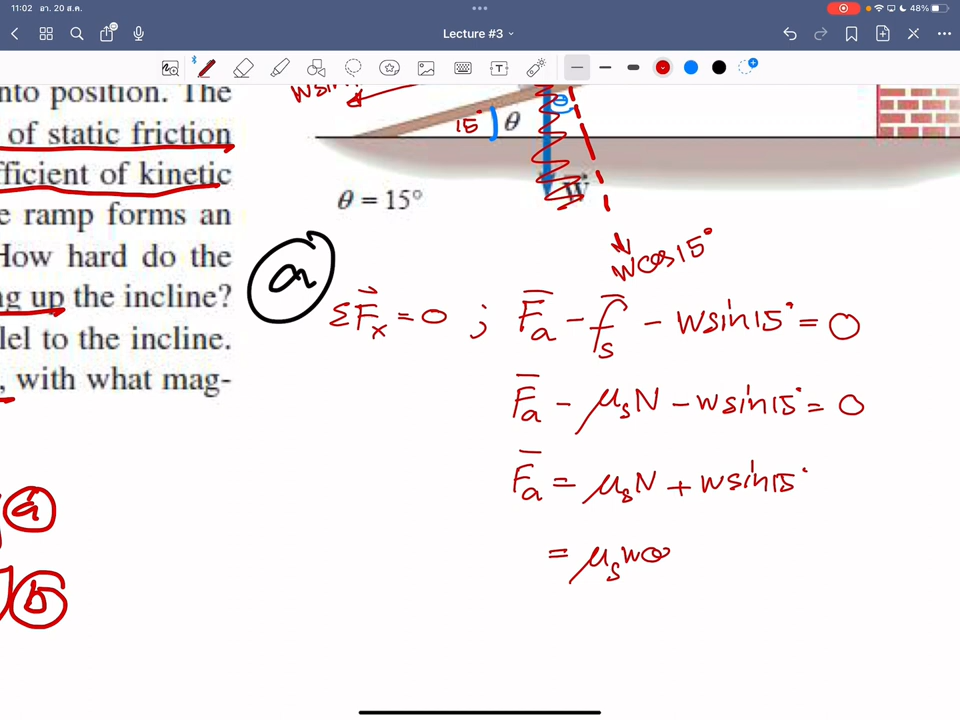 11:02 อา. 20 ส.ค.
48%
Lecture #3
nto position. The
of static friction
fficient of kinetic
e ramp forms an
How hard do the
ng up the incline?
lel to the incline.
, with what mag-
wsin
15° θ
θ
W
θ = 15°
wcos15°
a
ΣF⃗x = 0 ; F̅a − f̅s − wsin15° = 0
F̅a − μsN − wsin15° = 0
F̅a = μsN + wsin15°
= μswco
a
b